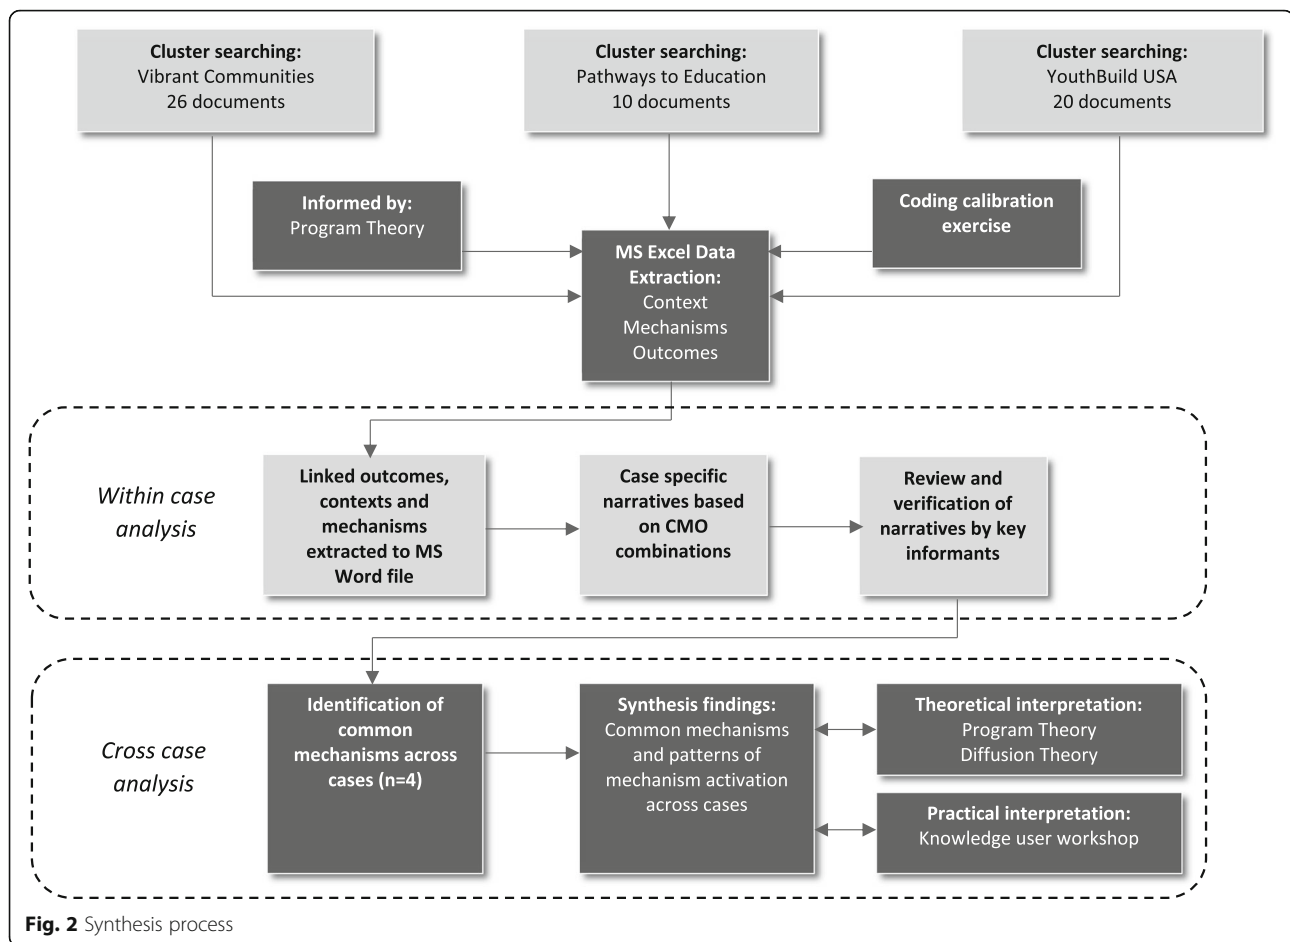 Cluster searching:
Vibrant Communities
26 documents
Cluster searching:
Pathways to Education
10 documents
Cluster searching:
YouthBuild USA
20 documents
Informed by:
Program Theory
Coding calibration
exercise
MS Excel Data
Extraction:
Context
Mechanisms
Outcomes
Within case
analysis
Linked outcomes,
contexts and
mechanisms
extracted to MS
Word file
Case specific
narratives based
on CMO
combinations
Review and
verification of
narratives by key
informants
Cross case
analysis
Identification of
common
mechanisms across
cases (n=4)
Synthesis findings:
Common mechanisms
and patterns of
mechanism activation
across cases
Theoretical interpretation:
Program Theory
Diffusion Theory
Practical interpretation:
Knowledge user workshop
Fig. 2 Synthesis process